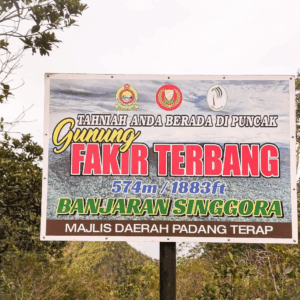 TAHNIAH ANDA BERADA DI PUNCAK
Gunung
FAKIR TERBANG
574m / 1883ft
BANJARAN SINGGORA
MAJLIS DAERAH PADANG TERAP